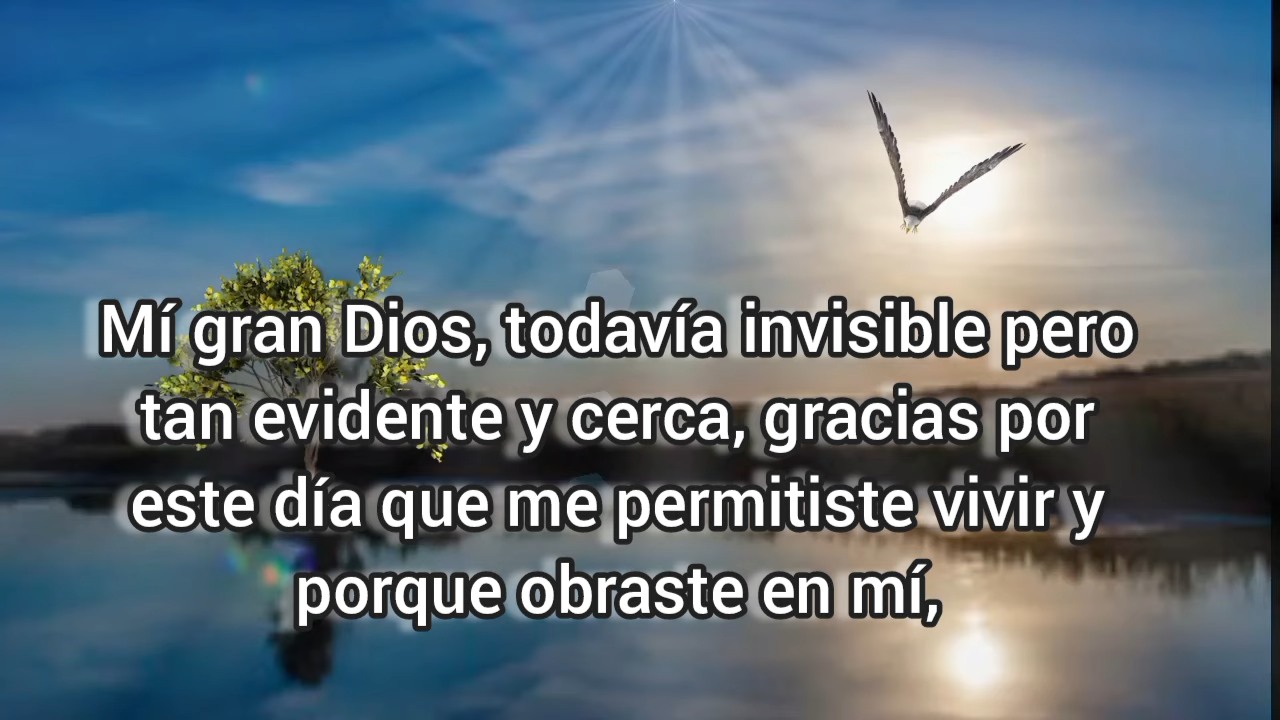 Mí gran Dios, todavía invisible pero
tan evidente y cerca, gracias por
este día que me permitiste vivir y
porque obraste en mí,